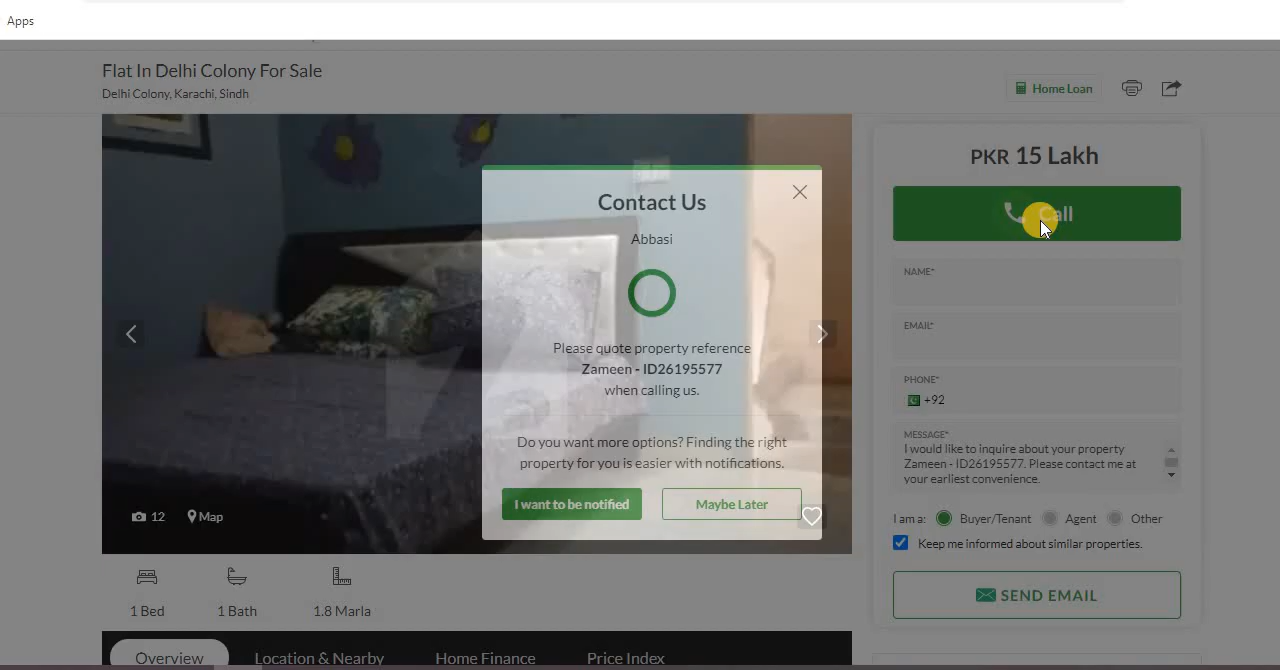 Apps
Flat In Delhi Colony For Sale
Delhi Colony, Karachi, Sindh
Home Loan
PKR 15 Lakh
Call
Contact Us
Abbasi
Please quote property reference
Zameen - ID26195577
when calling us.
Do you want more options? Finding the right
property for you is easier with notifications.
I want to be notified
Maybe Later
NAME*
EMAIL*
PHONE*
+92
MESSAGE*
I would like to inquire about your property
Zameen - ID26195577. Please contact me at
your earliest convenience.
I am a: Buyer/Tenant Agent Other
Keep me informed about similar properties.
SEND EMAIL
12 Map
1 Bed 1 Bath 1.8 Marla
Overview Location & Nearby Home Finance Price Index